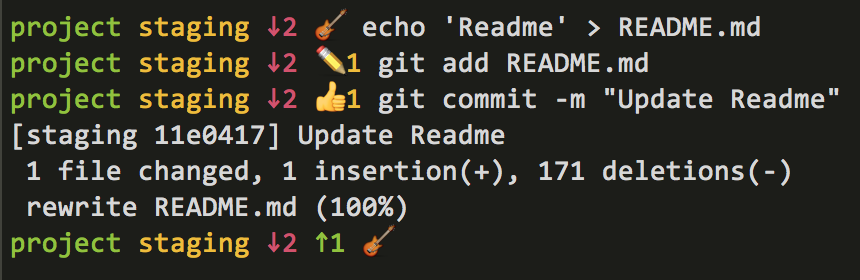 project staging ↓2 🎸 echo 'Readme' > README.md
project staging ↓2 ✏️1 git add README.md
project staging ↓2 👍1 git commit -m "Update Readme"
[staging 11e0417] Update Readme
1 file changed, 1 insertion(+), 171 deletions(-)
rewrite README.md (100%)
project staging ↓2 ↑1 🎸